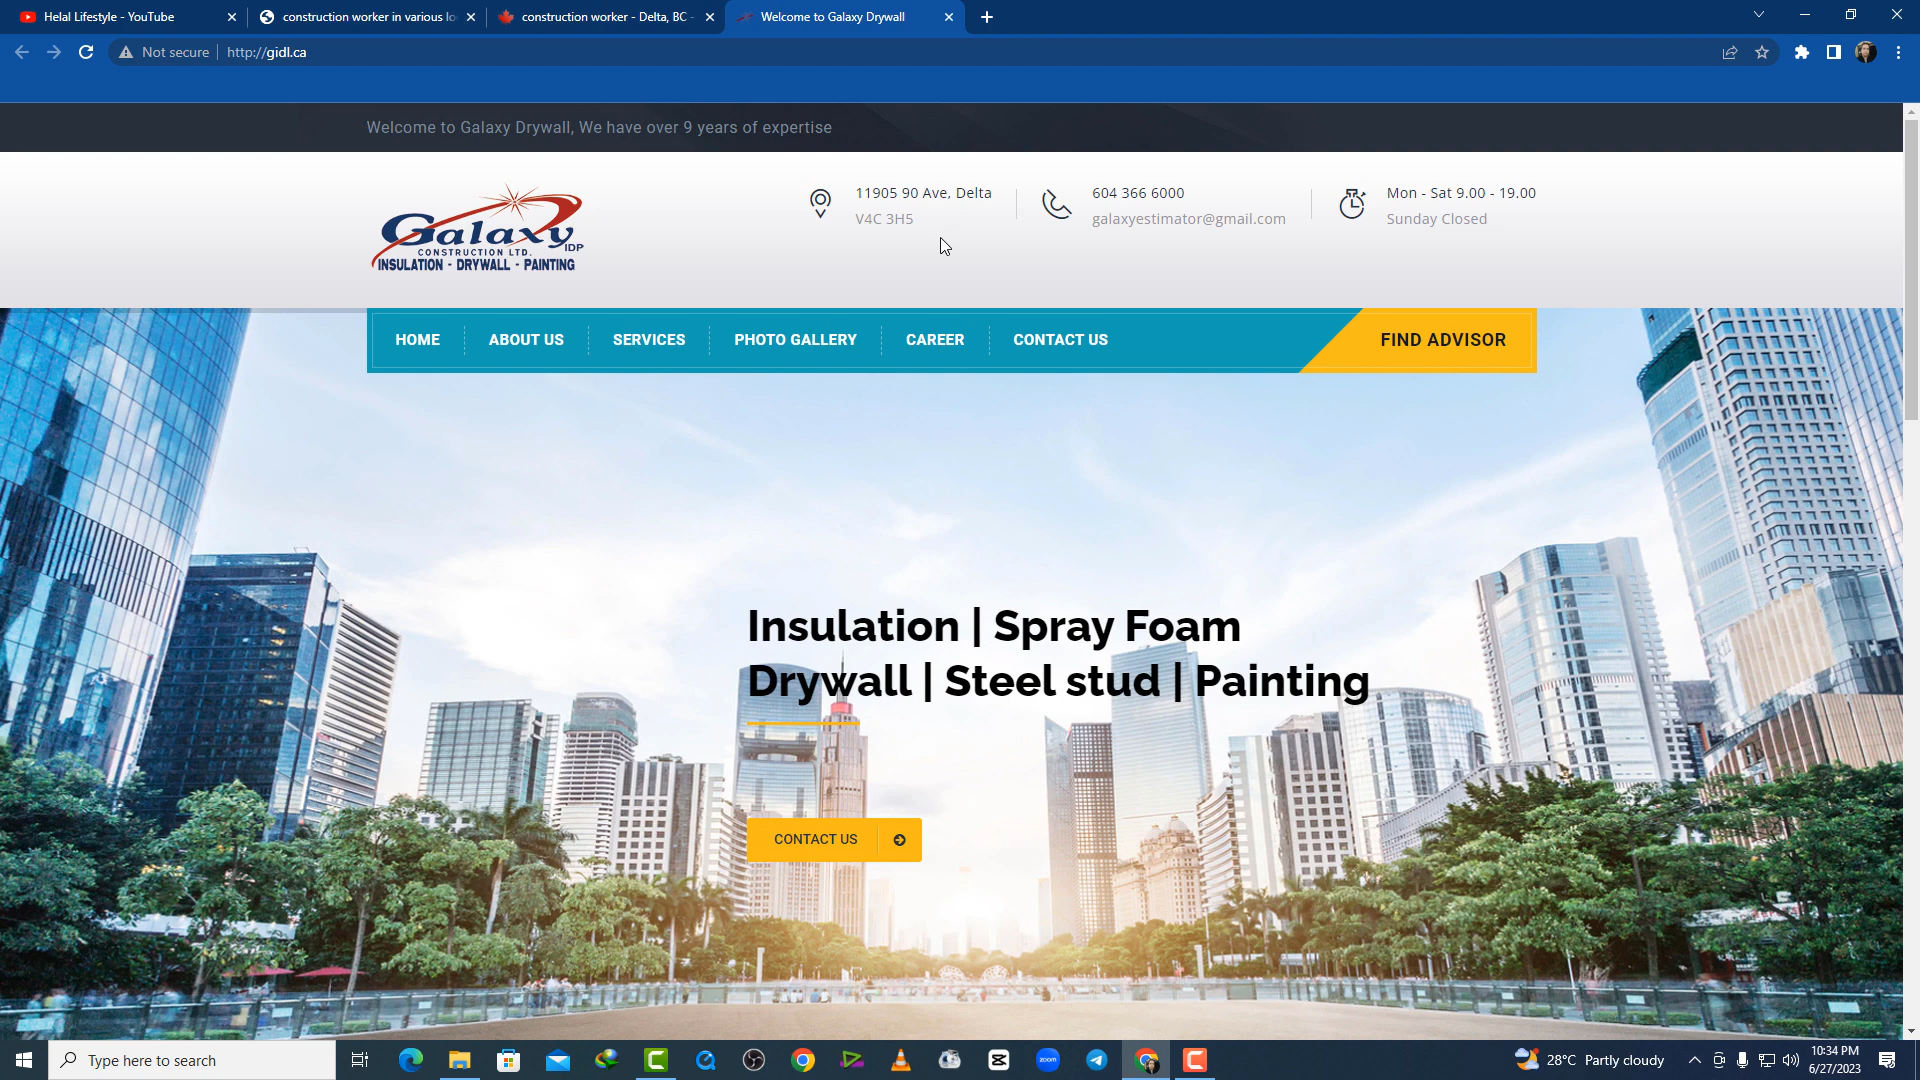 Helal Lifestyle - YouTube
construction worker in various lo
construction worker - Delta, BC -
Welcome to Galaxy Drywall
Not secure
http://gidl.ca
Welcome to Galaxy Drywall, We have over 9 years of expertise
Galaxy
IDP
CONSTRUCTION LTD.
INSULATION - DRYWALL - PAINTING
11905 90 Ave, Delta
V4C 3H5
604 366 6000
galaxyestimator@gmail.com
Mon - Sat 9.00 - 19.00
Sunday Closed
HOME
ABOUT US
SERVICES
PHOTO GALLERY
CAREER
CONTACT US
FIND ADVISOR
Insulation | Spray Foam
Drywall | Steel stud | Painting
CONTACT US
Type here to search
zoom
28°C Partly cloudy
10:34 PM
6/27/2023